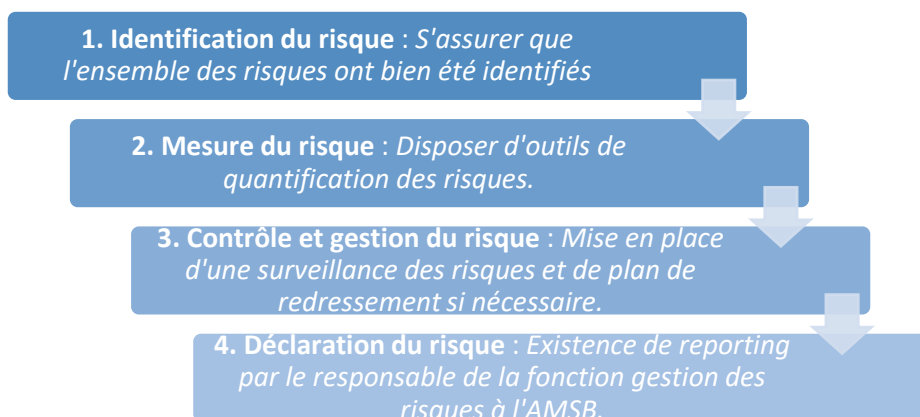 1. Identification du risque : S'assurer que
l'ensemble des risques ont bien été identifiés
2. Mesure du risque : Disposer d'outils de
quantification des risques.
3. Contrôle et gestion du risque : Mise en place
d'une surveillance des risques et de plan de
redressement si nécessaire.
4. Déclaration du risque : Existence de reporting
par le responsable de la fonction gestion des
risques à l'AMSB.